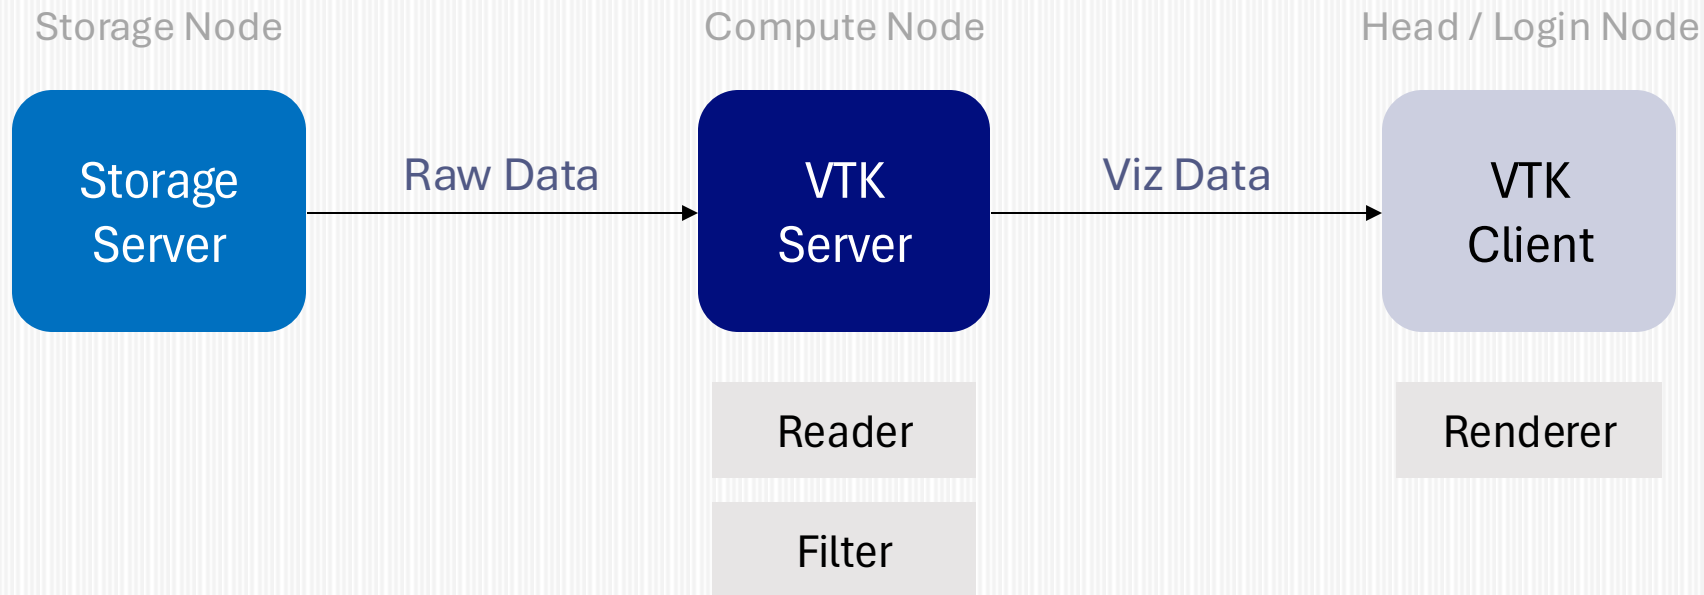 Storage Node
Compute Node
Head / Login Node
Storage
Server
Raw Data
VTK
Server
Viz Data
VTK
Client
Reader
Renderer
Filter